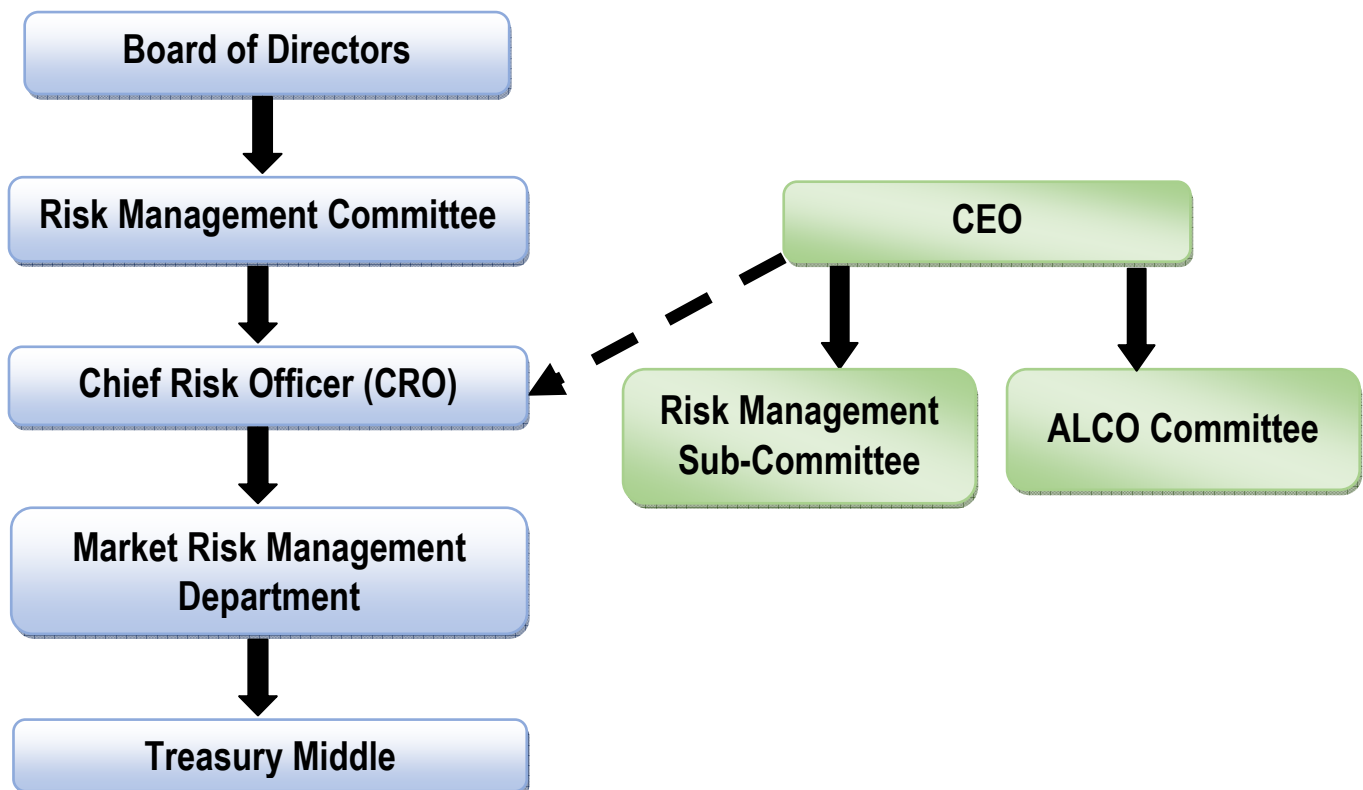 Board of Directors
Risk Management Committee
CEO
Chief Risk Officer (CRO)
Risk Management
Sub-Committee
ALCO Committee
Market Risk Management
Department
Treasury Middle